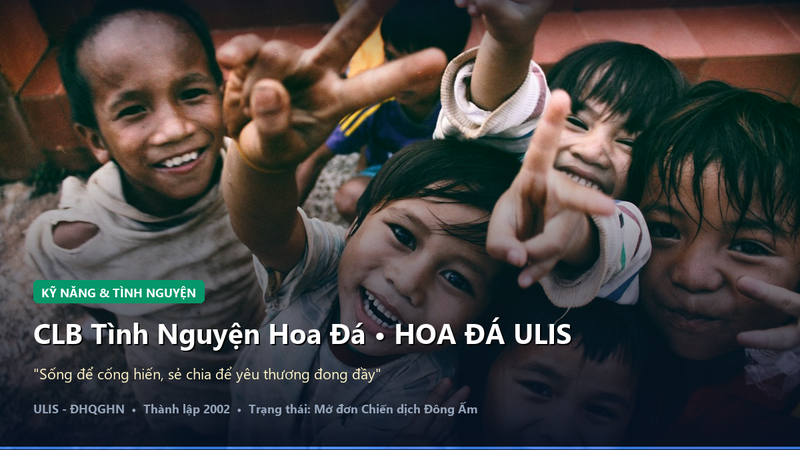 KỸ NĂNG & TÌNH NGUYỆN
CLB Tình Nguyện Hoa Đá • HOA ĐÁ ULIS
"Sống để cống hiến, sẻ chia để yêu thương đong đầy"
ULIS - ĐHQGHN • Thành lập 2002 • Trạng thái: Mở đơn Chiến dịch Đông Ấm